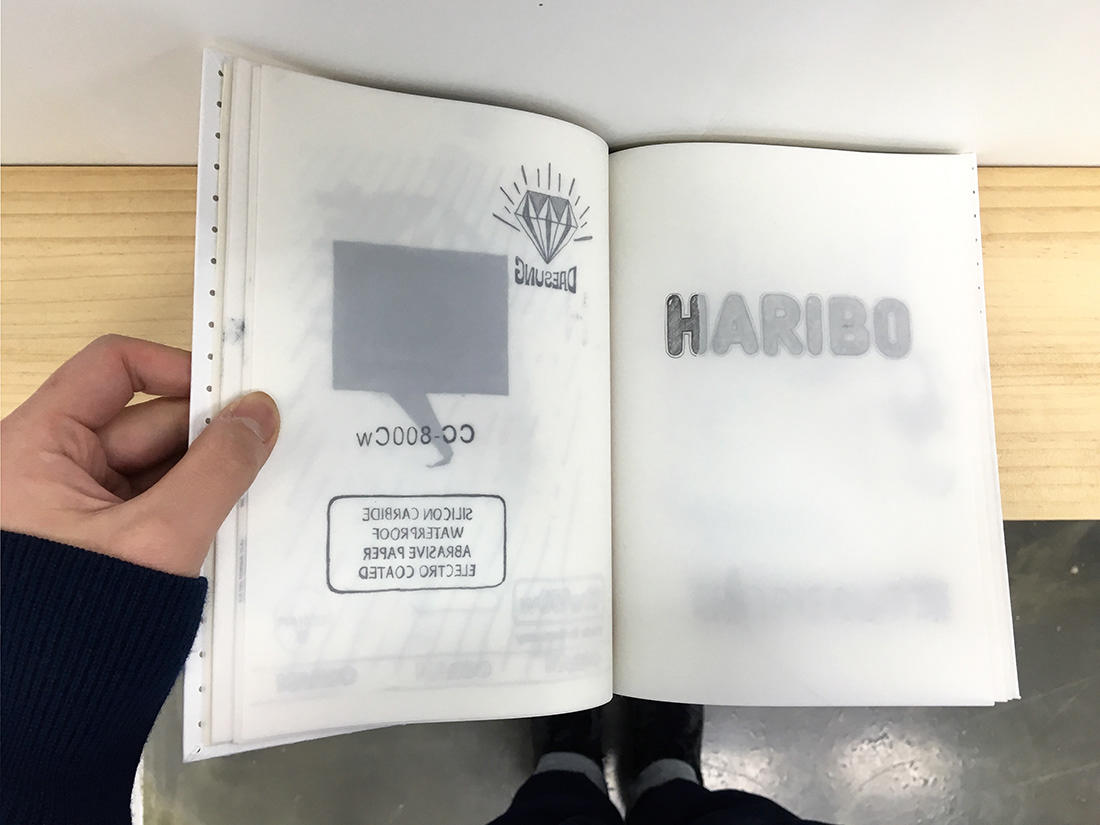 DAESUNG
CC-800Cw
SILICON CARBIDE
WATERPROOF
ABRASIVE PAPER
ELECTRO COATED
HARIBO